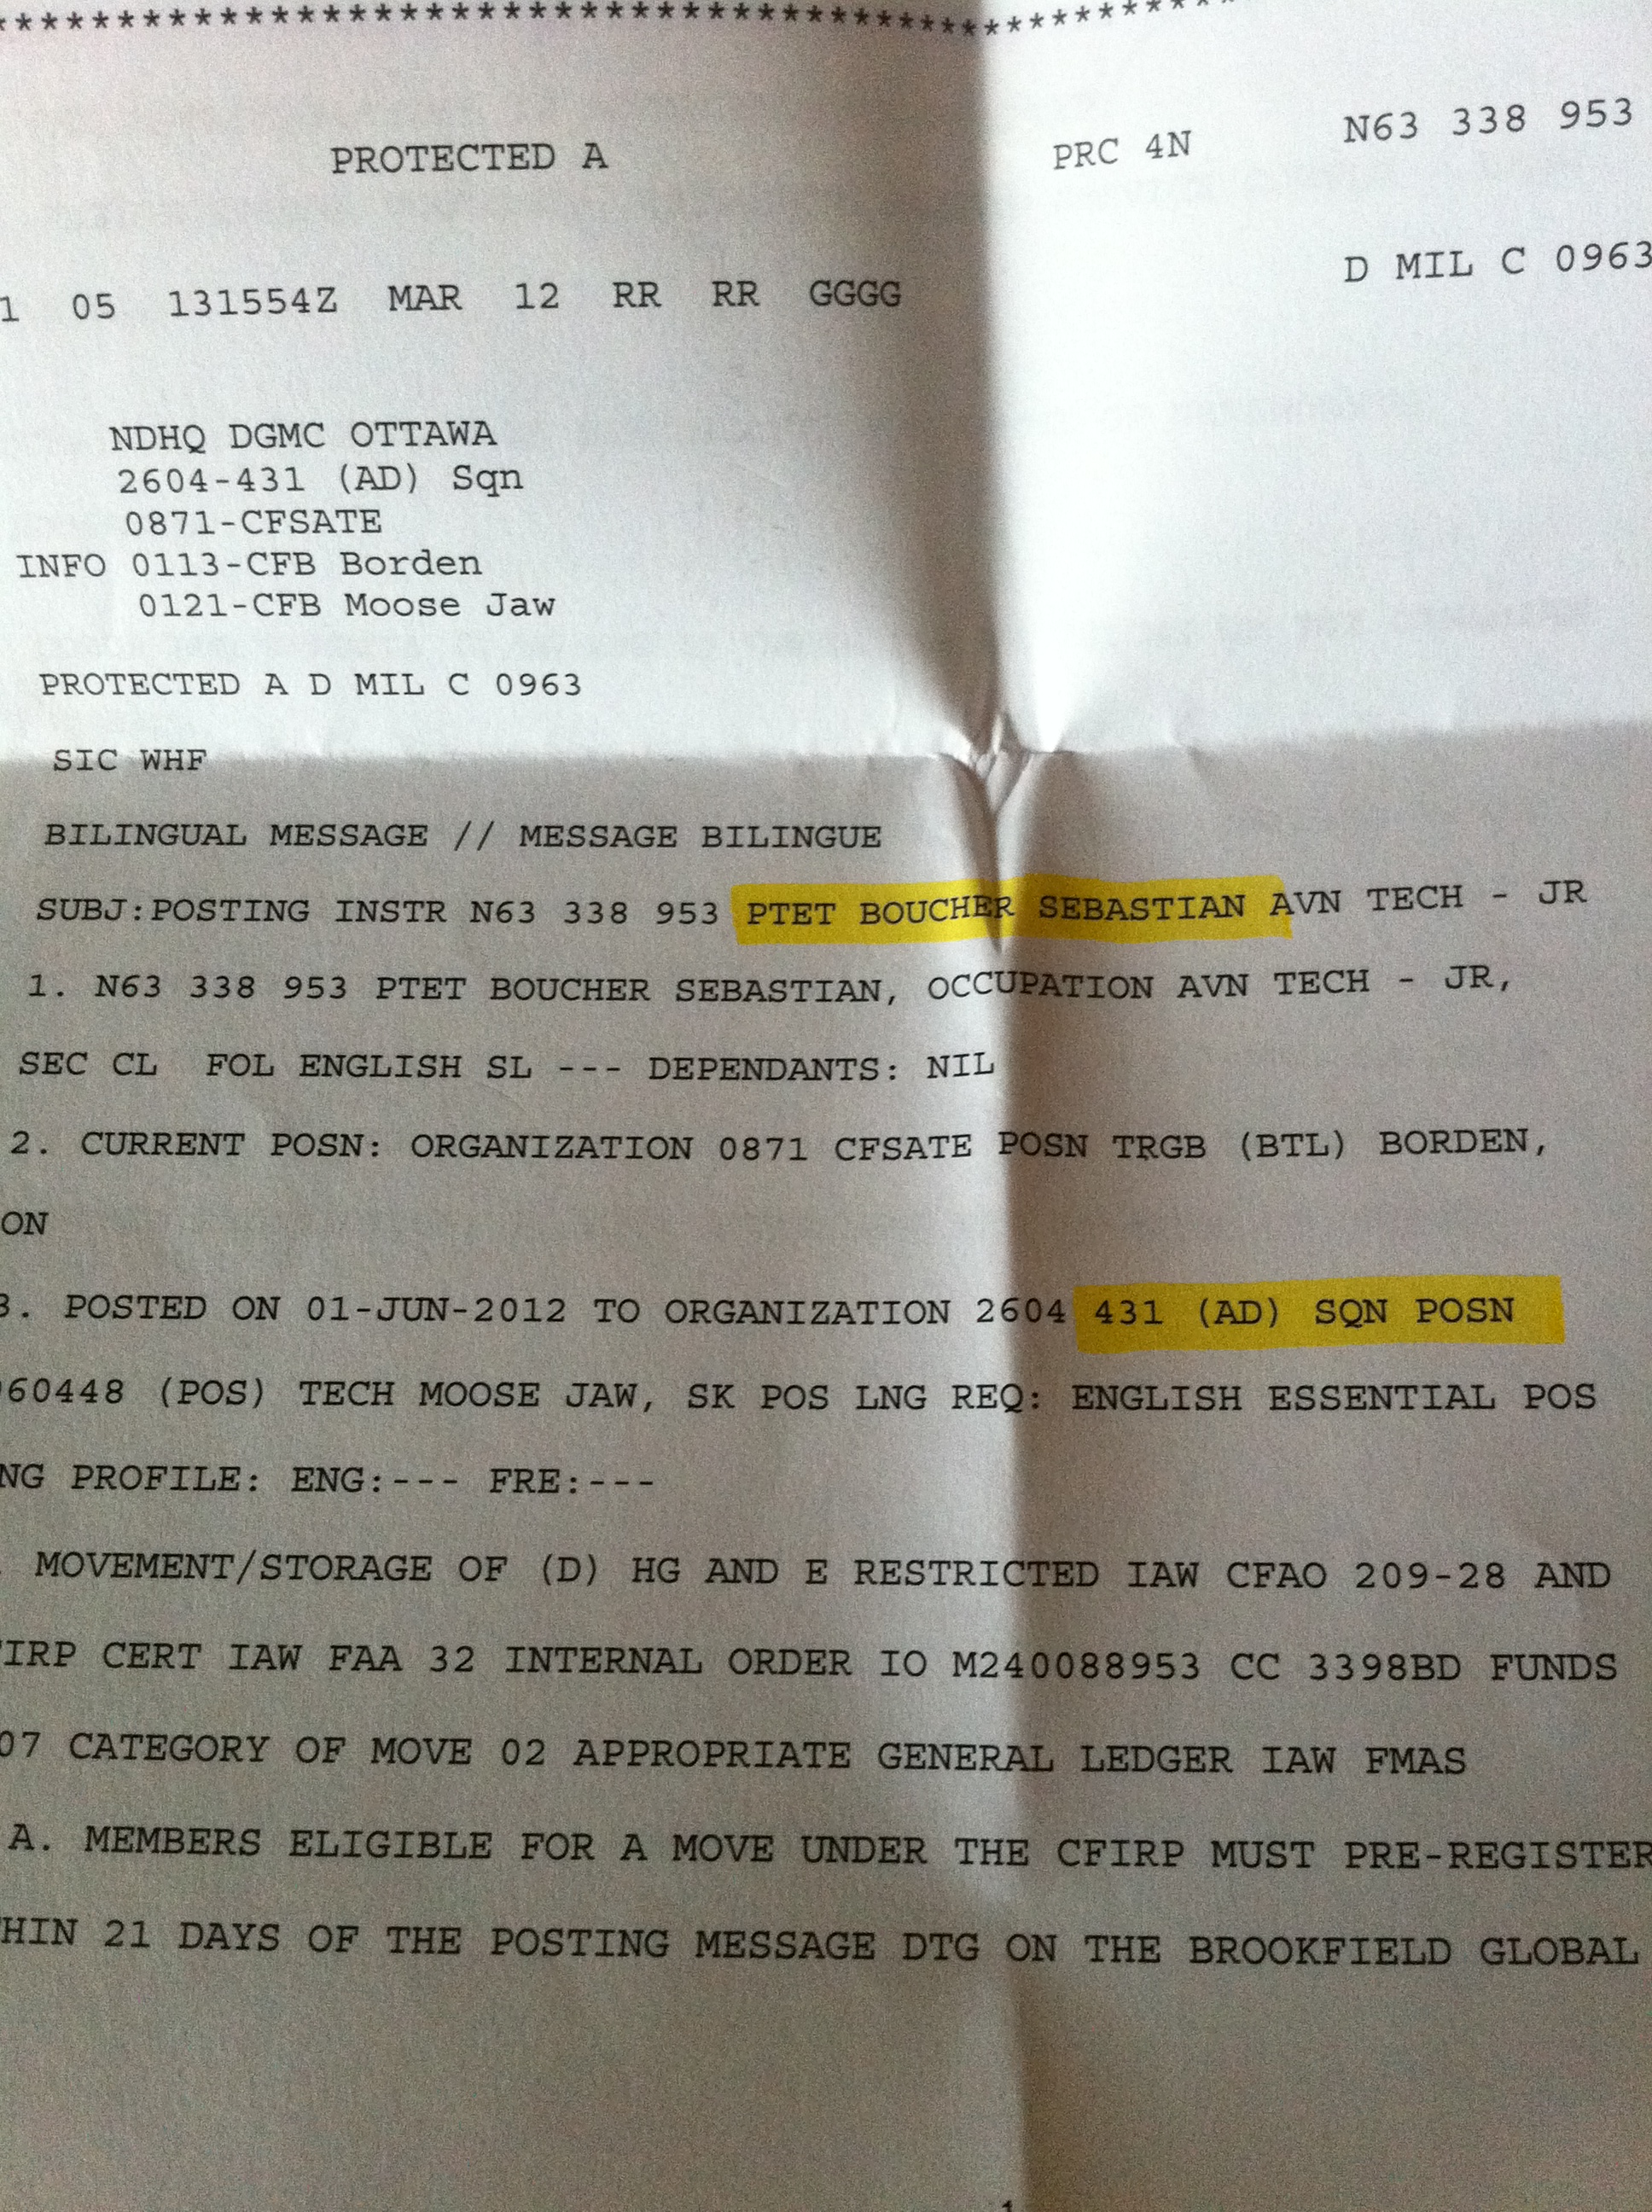 ****************************************************
PROTECTED A PRC 4N N63 338 953
D MIL C 0963
1 05 131554Z MAR 12 RR RR GGGG
NDHQ DGMC OTTAWA
2604-431 (AD) Sqn
0871-CFSATE
INFO 0113-CFB Borden
0121-CFB Moose Jaw
PROTECTED A D MIL C 0963
SIC WHF
BILINGUAL MESSAGE // MESSAGE BILINGUE
SUBJ:POSTING INSTR N63 338 953 PTET BOUCHER SEBASTIAN AVN TECH - JR
1. N63 338 953 PTET BOUCHER SEBASTIAN, OCCUPATION AVN TECH - JR,
SEC CL FOL ENGLISH SL --- DEPENDANTS: NIL
2. CURRENT POSN: ORGANIZATION 0871 CFSATE POSN TRGB (BTL) BORDEN,
ON
3. POSTED ON 01-JUN-2012 TO ORGANIZATION 2604 431 (AD) SQN POSN
60448 (POS) TECH MOOSE JAW, SK POS LNG REQ: ENGLISH ESSENTIAL POS
NG PROFILE: ENG:--- FRE:---
MOVEMENT/STORAGE OF (D) HG AND E RESTRICTED IAW CFAO 209-28 AND
IRP CERT IAW FAA 32 INTERNAL ORDER IO M240088953 CC 3398BD FUNDS
07 CATEGORY OF MOVE 02 APPROPRIATE GENERAL LEDGER IAW FMAS
A. MEMBERS ELIGIBLE FOR A MOVE UNDER THE CFIRP MUST PRE-REGISTER
HIN 21 DAYS OF THE POSTING MESSAGE DTG ON THE BROOKFIELD GLOBAL
1